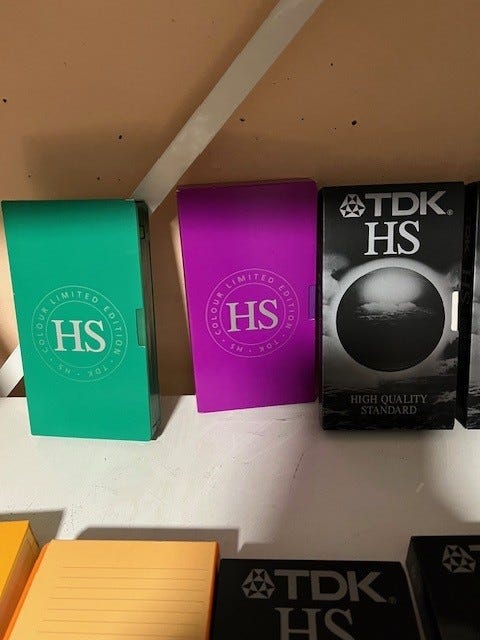 COLOUR LIMITED EDITION · TDK · HS ·
HS
COLOUR LIMITED EDITION · TDK · HS ·
HS
TDK®
HS
HIGH QUALITY
STANDARD
TDK®
HS